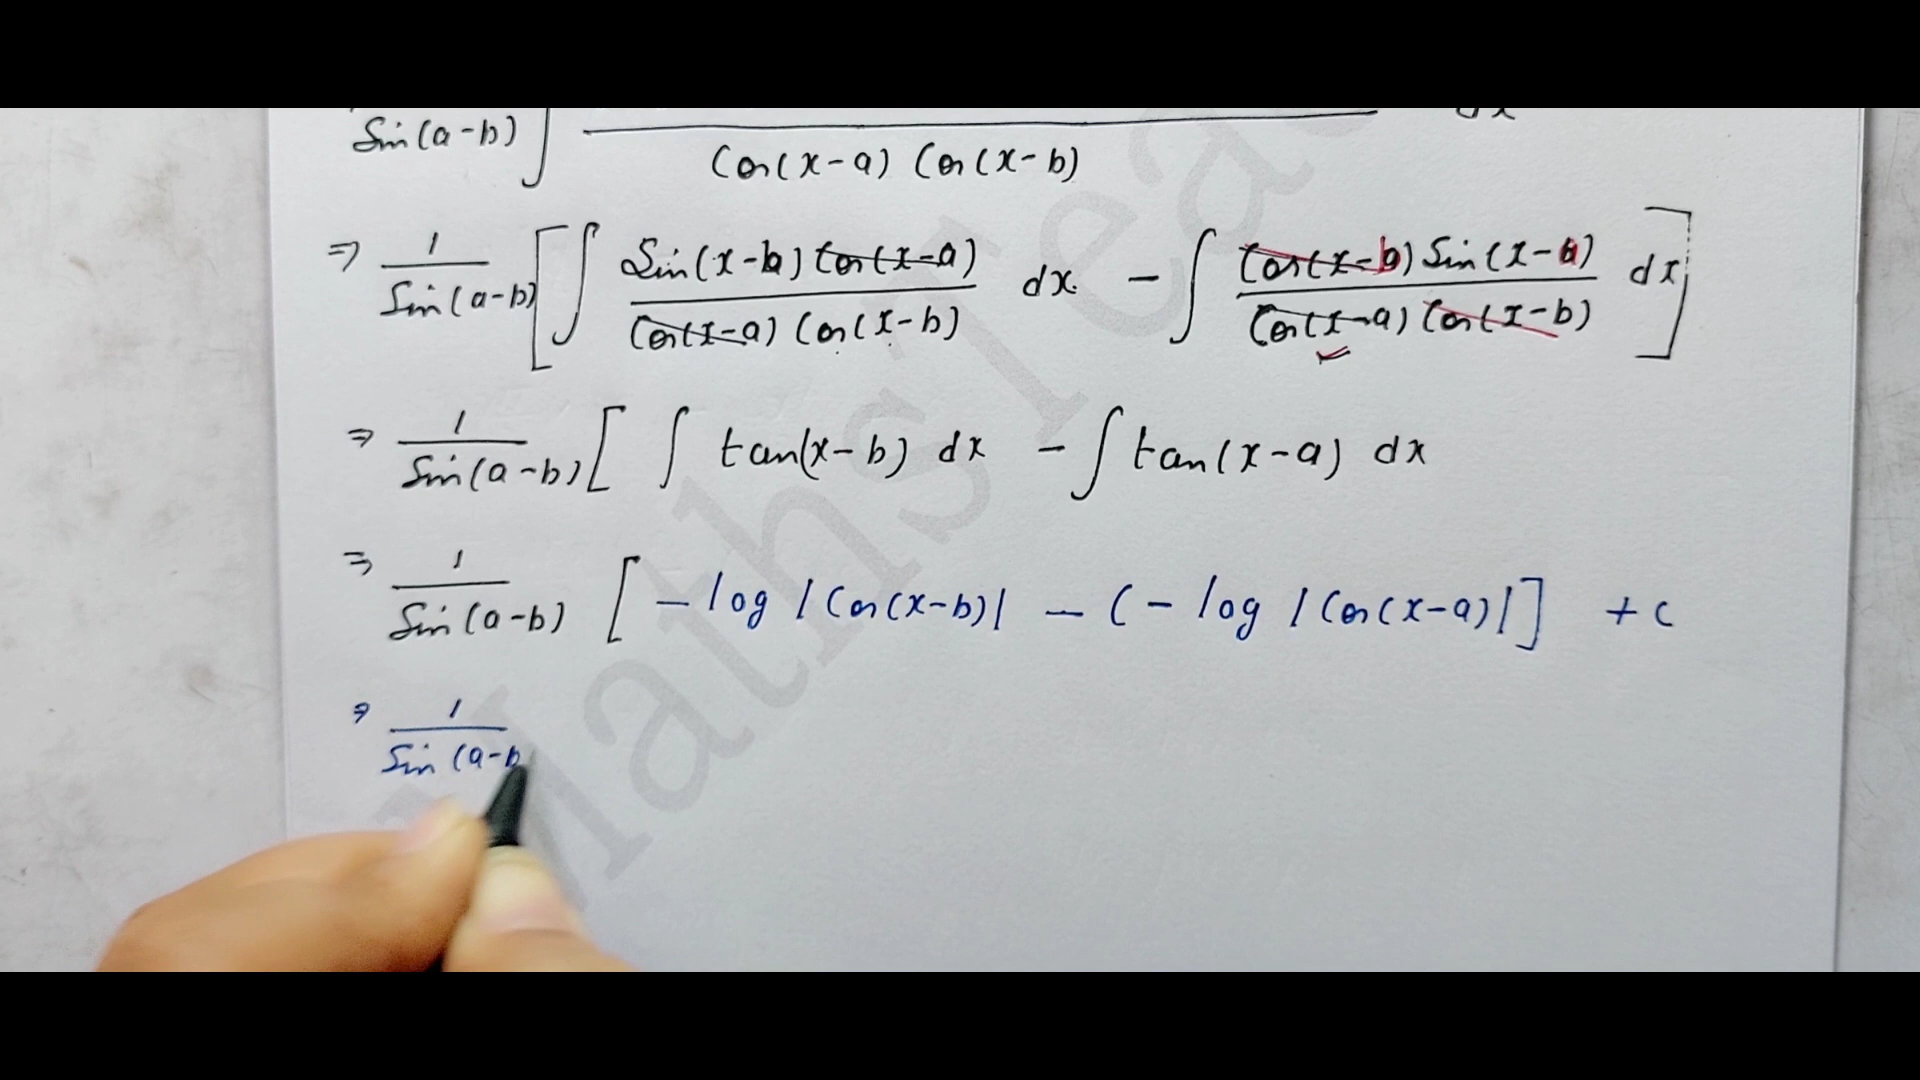 Sin(a-b) ∫ ──── dx
Cos(x-a) Cos(x-b)
⇒ 1/Sin(a-b) [∫ Sin(x-b) Cos(x-a)/Cos(x-a) Cos(x-b) dx - ∫ Cos(x-b) Sin(x-a)/Cos(x-a) Cos(x-b) dx]
⇒ 1/Sin(a-b) [ ∫ tan(x-b) dx - ∫ tan(x-a) dx
⇒ 1/Sin(a-b) [ -log |Cos(x-b)| - (-log |Cos(x-a)|] + c
⇒ 1/Sin(a-b